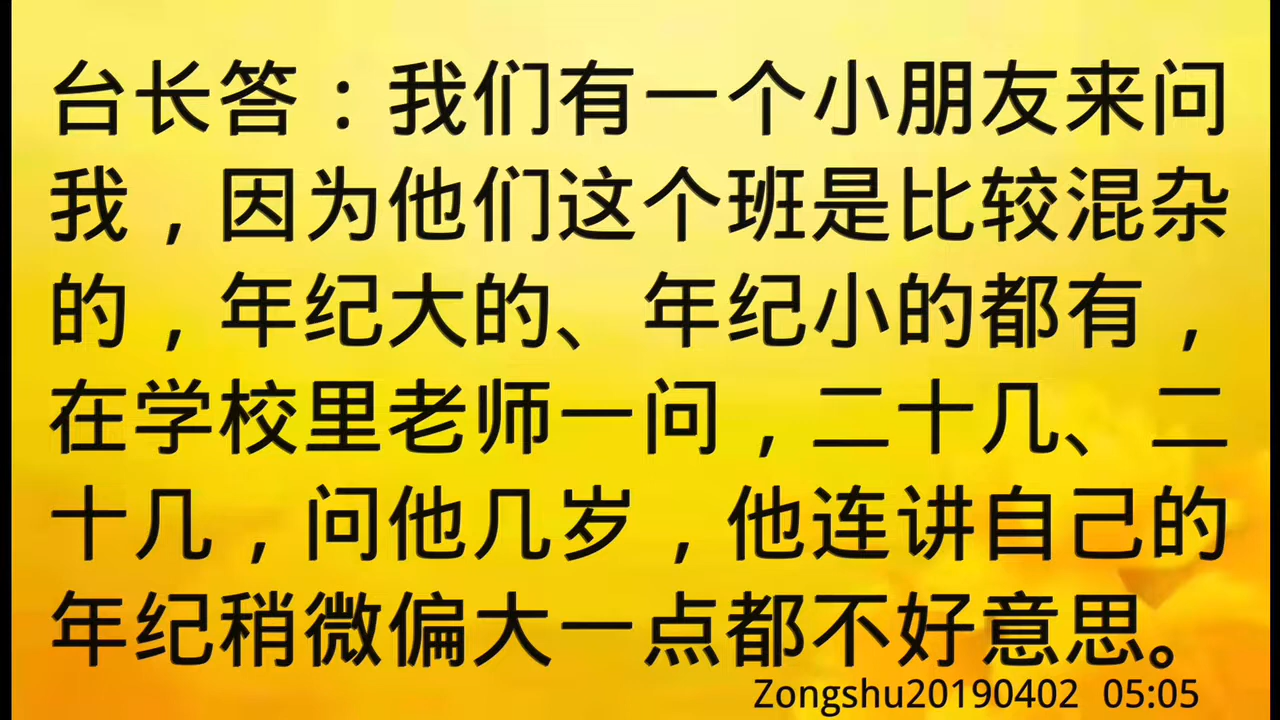 台长答：我们有一个小朋友来问
我，因为他们这个班是比较混杂
的，年纪大的、年纪小的都有，
在学校里老师一问，二十几、二
十几，问他几岁，他连讲自己的
年纪稍微偏大一点都不好意思。
Zongshu20190402 05:05